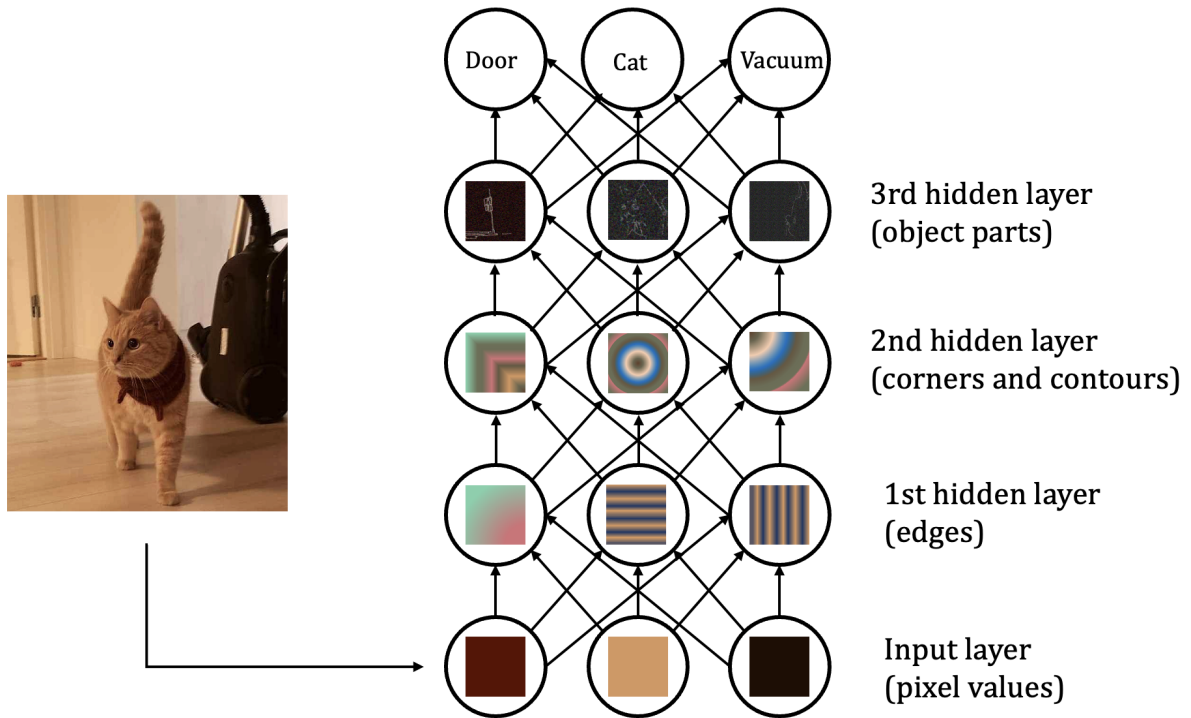 Door
Cat
Vacuum
3rd hidden layer
(object parts)
2nd hidden layer
(corners and contours)
1st hidden layer
(edges)
Input layer
(pixel values)